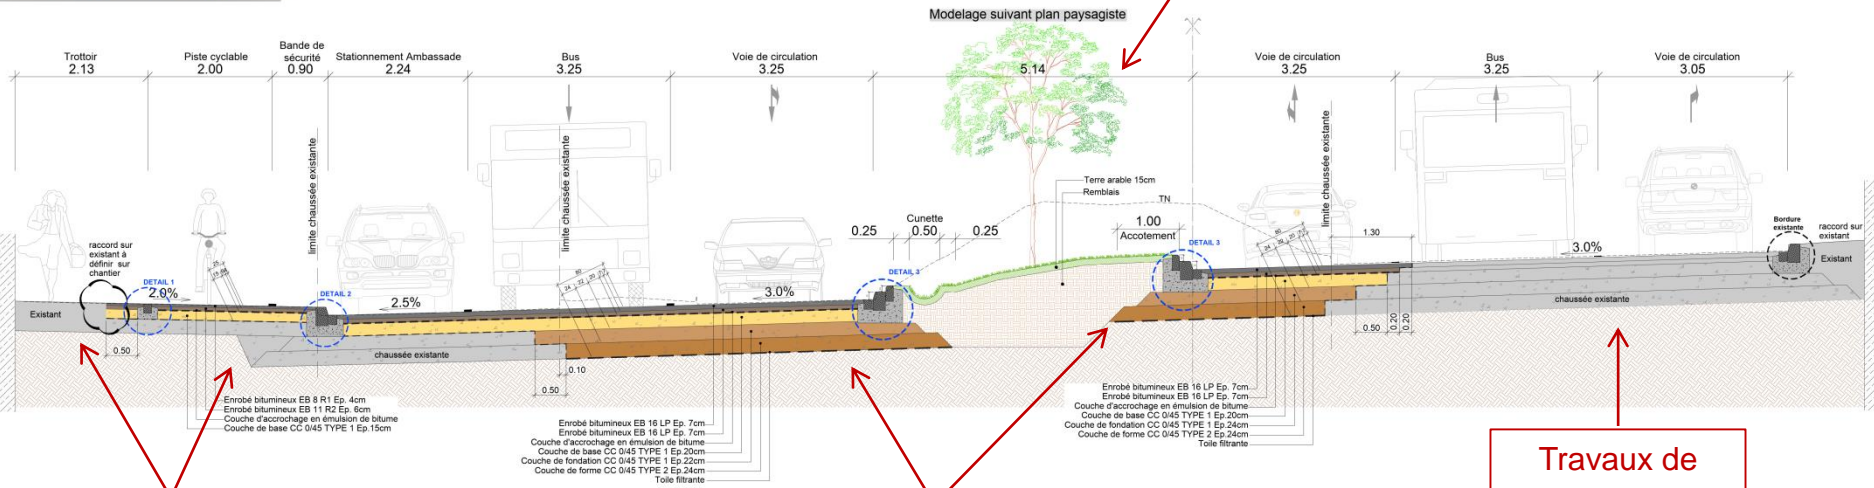 Modelage suivant plan paysagiste
Trottoir
2.13
Piste cyclable
2.00
Bande de
sécurité
0.90
Stationnement Ambassade
2.24
Bus
3.25
Voie de circulation
3.25
5.14
Voie de circulation
3.25
Bus
3.25
Voie de circulation
3.05
limite chaussée existante
limite chaussée existante
limite chaussée existante
Terre arable 15cm
Remblais
TN
Cunette
0.25
0.50
0.25
1.00
Accotement
1.30
raccord sur
existant à
définir sur
chantier
DETAIL 1
DETAIL 2
DETAIL 3
DETAIL 3
Bordure
existante
raccord sur
existant
Existant
Existant
2.0%
2.5%
3.0%
3.0%
chaussée existante
chaussée existante
0.50
0.10
0.50
0.50
0.20
0.20
Enrobé bitumineux EB 8 R1 Ep. 4cm
Enrobé bitumineux EB 11 R2 Ep. 6cm
Couche d'accrochage en émulsion de bitume
Couche de base CC 0/45 TYPE 1 Ep.15cm
Enrobé bitumineux EB 16 LP Ep. 7cm
Enrobé bitumineux EB 16 LP Ep. 7cm
Couche d'accrochage en émulsion de bitume
Couche de base CC 0/45 TYPE 1 Ep.20cm
Couche de fondation CC 0/45 TYPE 1 Ep.22cm
Couche de forme CC 0/45 TYPE 2 Ep.24cm
Toile filtrante
Enrobé bitumineux EB 16 LP Ep. 7cm
Enrobé bitumineux EB 16 LP Ep. 7cm
Couche d'accrochage en émulsion de bitume
Couche de base CC 0/45 TYPE 1 Ep.20cm
Couche de fondation CC 0/45 TYPE 1 Ep.24cm
Couche de forme CC 0/45 TYPE 2 Ep.24cm
Toile filtrante
Travaux de